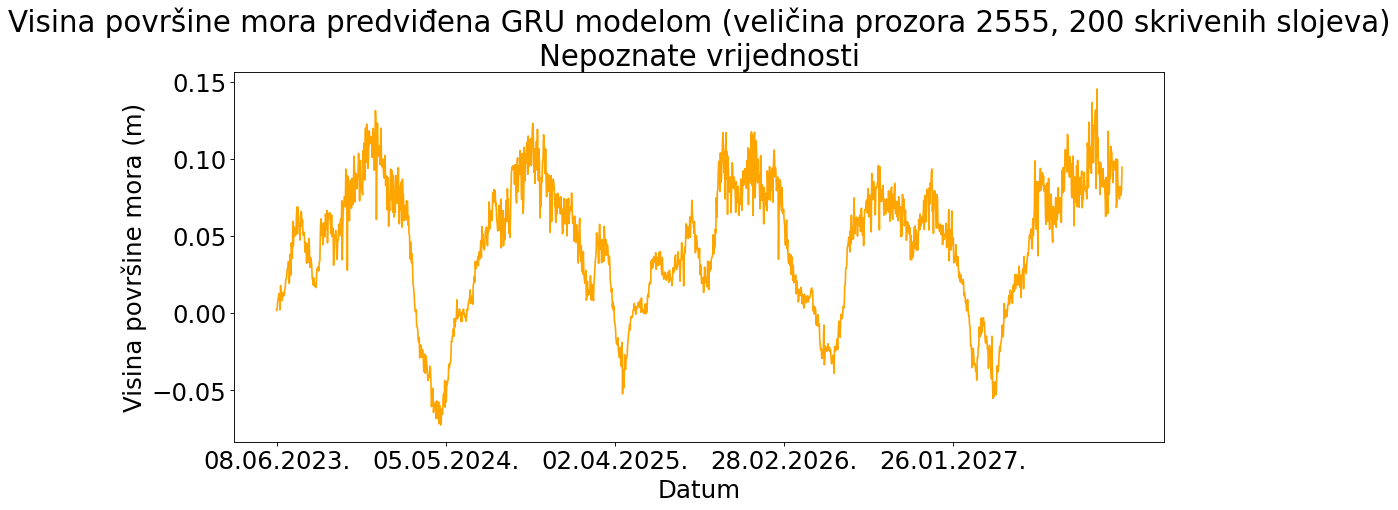 Visina površine mora predviđena GRU modelom (veličina prozora 2555, 200 skrivenih slojeva)
Nepoznate vrijednosti
Visina površine mora (m)
0.15
0.10
0.05
0.00
−0.05
08.06.2023. 05.05.2024. 02.04.2025. 28.02.2026. 26.01.2027.
Datum